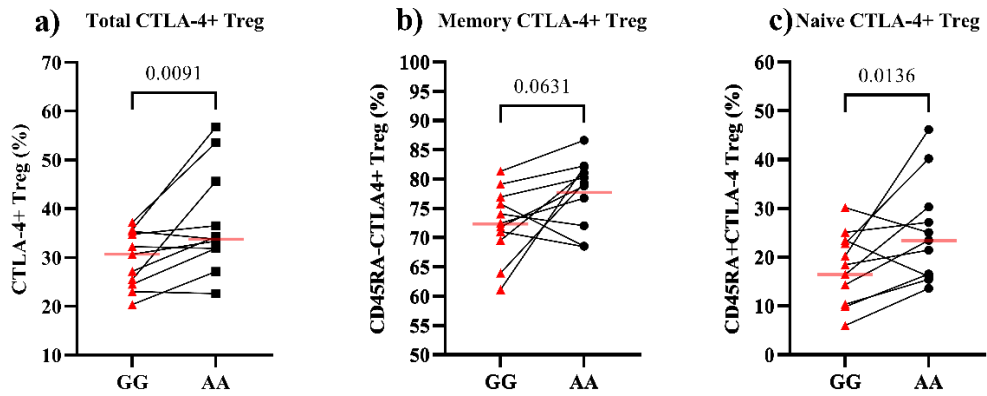 a) Total CTLA-4+ Treg
CTLA-4+ Treg (%)
70
60
50
40
30
20
10
0.0091
GG
AA
b) Memory CTLA-4+ Treg
CD45RA-CTLA4+ Treg (%)
100
95
90
85
80
75
70
65
60
55
50
0.0631
GG
AA
c) Naive CTLA-4+ Treg
CD45RA+CTLA-4 Treg (%)
60
50
40
30
20
10
0
0.0136
GG
AA